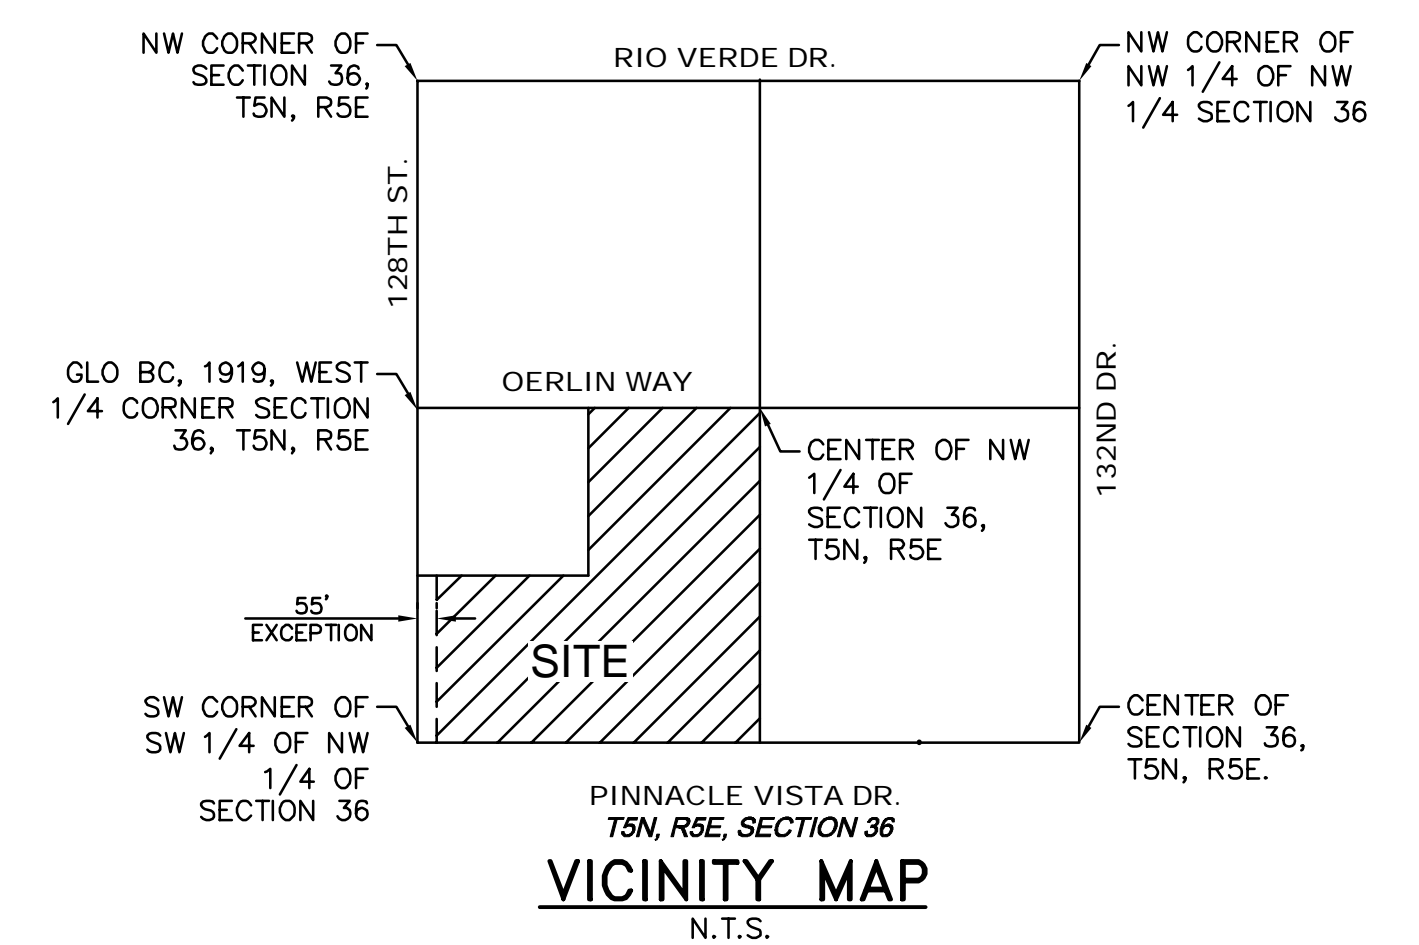 NW CORNER OF
SECTION 36,
T5N, R5E
RIO VERDE DR.
NW CORNER OF
NW 1/4 OF NW
1/4 SECTION 36
128TH ST.
GLO BC, 1919, WEST
1/4 CORNER SECTION
36, T5N, R5E
OERLIN WAY
132ND DR.
CENTER OF NW
1/4 OF
SECTION 36,
T5N, R5E
55'
EXCEPTION
SITE
SW CORNER OF
SW 1/4 OF NW
1/4 OF
SECTION 36
CENTER OF
SECTION 36,
T5N, R5E.
PINNACLE VISTA DR.
T5N, R5E, SECTION 36
VICINITY MAP
N.T.S.